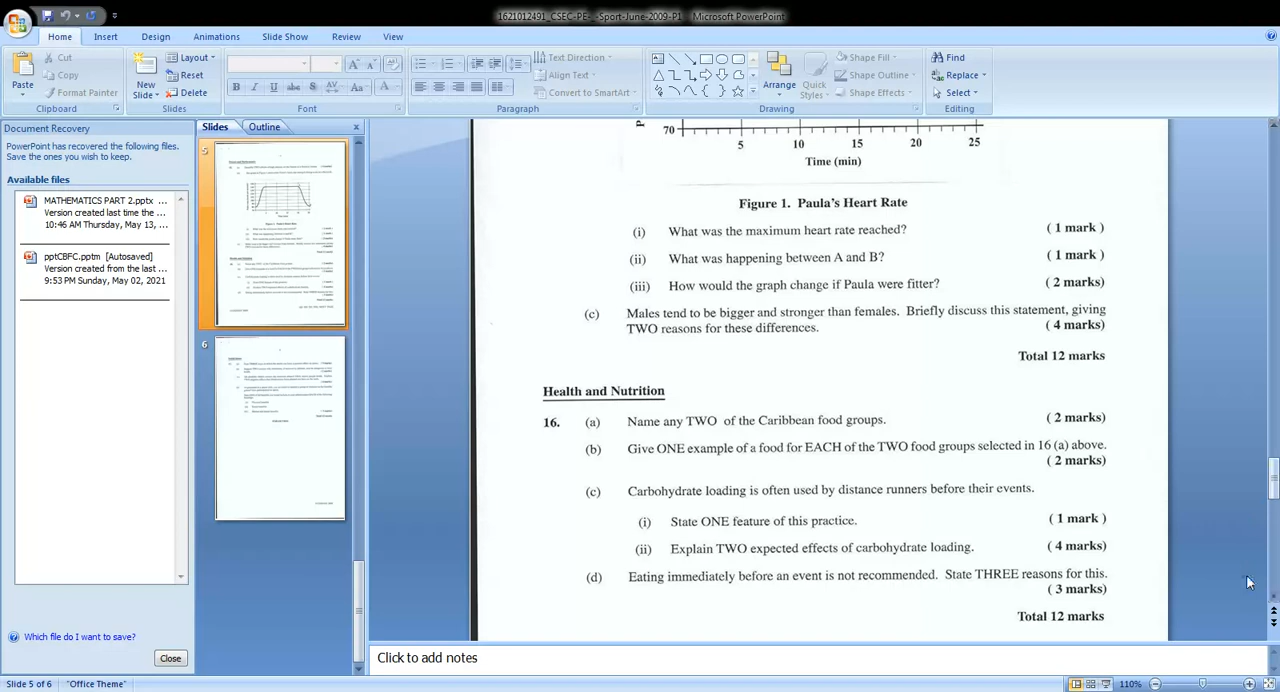 1621012491_CSEC-PE-_-Sport-June-2009-P1... Microsoft PowerPoint
Home Insert Design Animations Slide Show Review View
Paste
Cut
Copy
Format Painter
Clipboard
New
Slide
Layout
Reset
Delete
Slides
Font
Text Direction
Align Text
Convert to SmartArt
Paragraph
Arrange
Quick
Styles
Shape Fill
Shape Outline
Shape Effects
Drawing
Find
Replace
Select
Editing
Document Recovery
PowerPoint has recovered the following files.
Save the ones you wish to keep.
Available files
MATHEMATICS PART 2.pptx
Version created last time the ...
10:46 AM Thursday, May 13, ...
ppt3BFC.pptm [Autosaved]
Version created from the last ...
9:53 PM Sunday, May 02, 2021
Which file do I want to save?
Close
Slides Outline
5
6
70
5 10 15 20 25
Time (min)
Figure 1. Paula's Heart Rate
(i) What was the maximum heart rate reached? ( 1 mark )
(ii) What was happening between A and B? ( 1 mark )
(iii) How would the graph change if Paula were fitter? ( 2 marks)
(c) Males tend to be bigger and stronger than females. Briefly discuss this statement, giving
TWO reasons for these differences. ( 4 marks)
Total 12 marks
Health and Nutrition
16. (a) Name any TWO of the Caribbean food groups. ( 2 marks)
(b) Give ONE example of a food for EACH of the TWO food groups selected in 16 (a) above.
( 2 marks)
(c) Carbohydrate loading is often used by distance runners before their events.
(i) State ONE feature of this practice. ( 1 mark )
(ii) Explain TWO expected effects of carbohydrate loading. ( 4 marks)
(d) Eating immediately before an event is not recommended. State THREE reasons for this.
( 3 marks)
Total 12 marks
Click to add notes
Slide 5 of 6 "Office Theme" 110%